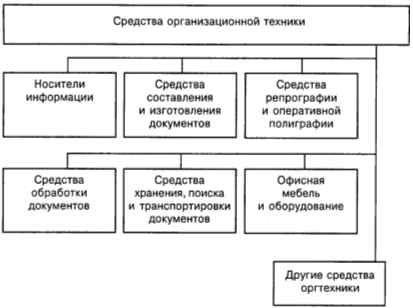 Средства организационной техники
Носители
информации
Средства
составления
и изготовления
документов
Средства
репрографии
и оперативной
полиграфии
Средства
обработки
документов
Средства
хранения, поиска
и транспортировки
документов
Офисная
мебель
и оборудование
Другие средства
оргтехники